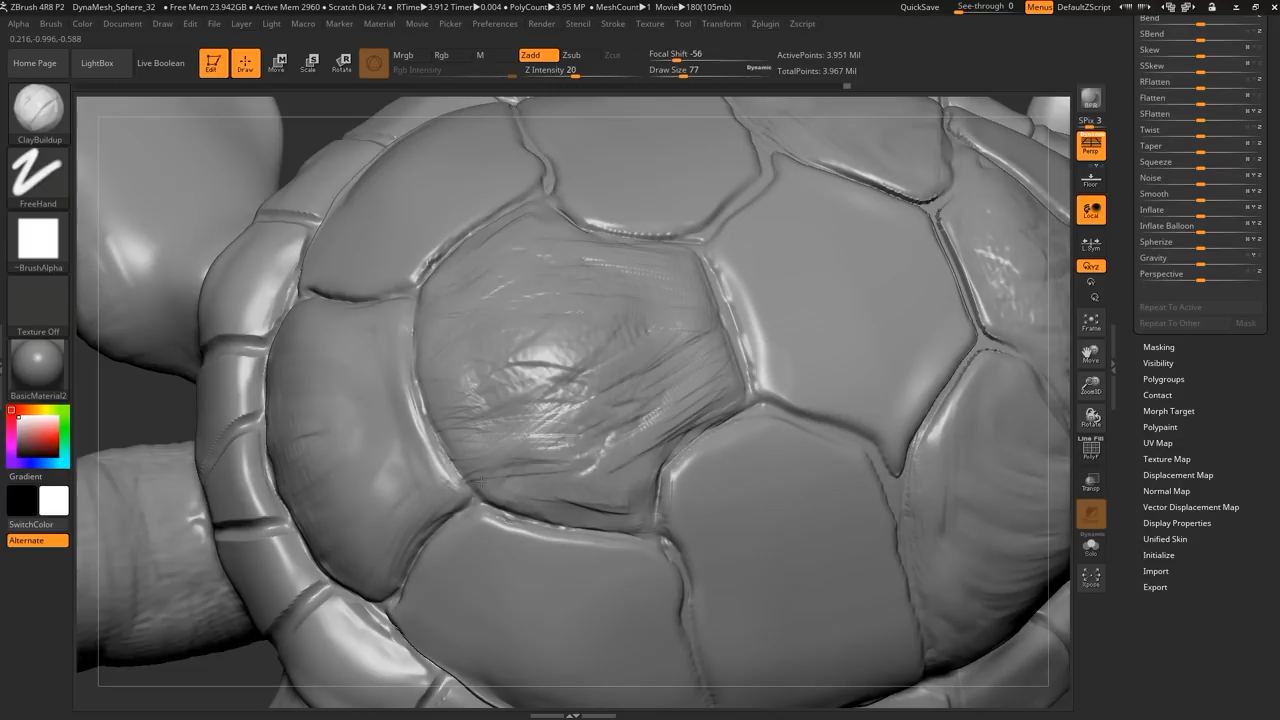 ZBrush 4R8 P2 DynaMesh_Sphere_32 ● Free Mem 23.942GB ● Active Mem 2960 ● Scratch Disk 74 ● RTime▶3.912 Timer▶0.004 ● PolyCount▶3.95 MP ● MeshCount▶1 Movie▶180(105mb) QuickSave See-through 0 Menus DefaultZScript
Alpha Brush Color Document Draw Edit File Layer Light Macro Marker Material Movie Picker Preferences Render Stencil Stroke Texture Tool Transform Zplugin Zscript
0.216,-0.996,-0.588
Home Page LightBox Live Boolean Edit Draw Move Scale Rotate
Mrgb Rgb M Zadd Zsub Zcut Focal Shift -56 ActivePoints: 3.951 Mil
Rgb Intensity Z Intensity 20 Draw Size 77 Dynamic TotalPoints: 3.967 Mil
ClayBuildup
FreeHand
~BrushAlpha
Texture Off
BasicMaterial2
Gradient
SwitchColor
Alternate
BPR
SPix 3
Dynamic
Persp
Floor
Local
L.Sym
XYZ
Frame
Move
Zoom3D
Rotate
Line Fill
PolyF
Transp
Dynamic
Solo
Xpose
Bend
SBend
Skew
SSkew
RFlatten
Flatten
SFlatten
Twist
Taper
Squeeze
Noise
Smooth
Inflate
Inflate Balloon
Spherize
Gravity
Perspective
Repeat To Active
Repeat To Other Mask
Masking
Visibility
Polygroups
Contact
Morph Target
Polypaint
UV Map
Texture Map
Displacement Map
Normal Map
Vector Displacement Map
Display Properties
Unified Skin
Initialize
Import
Export